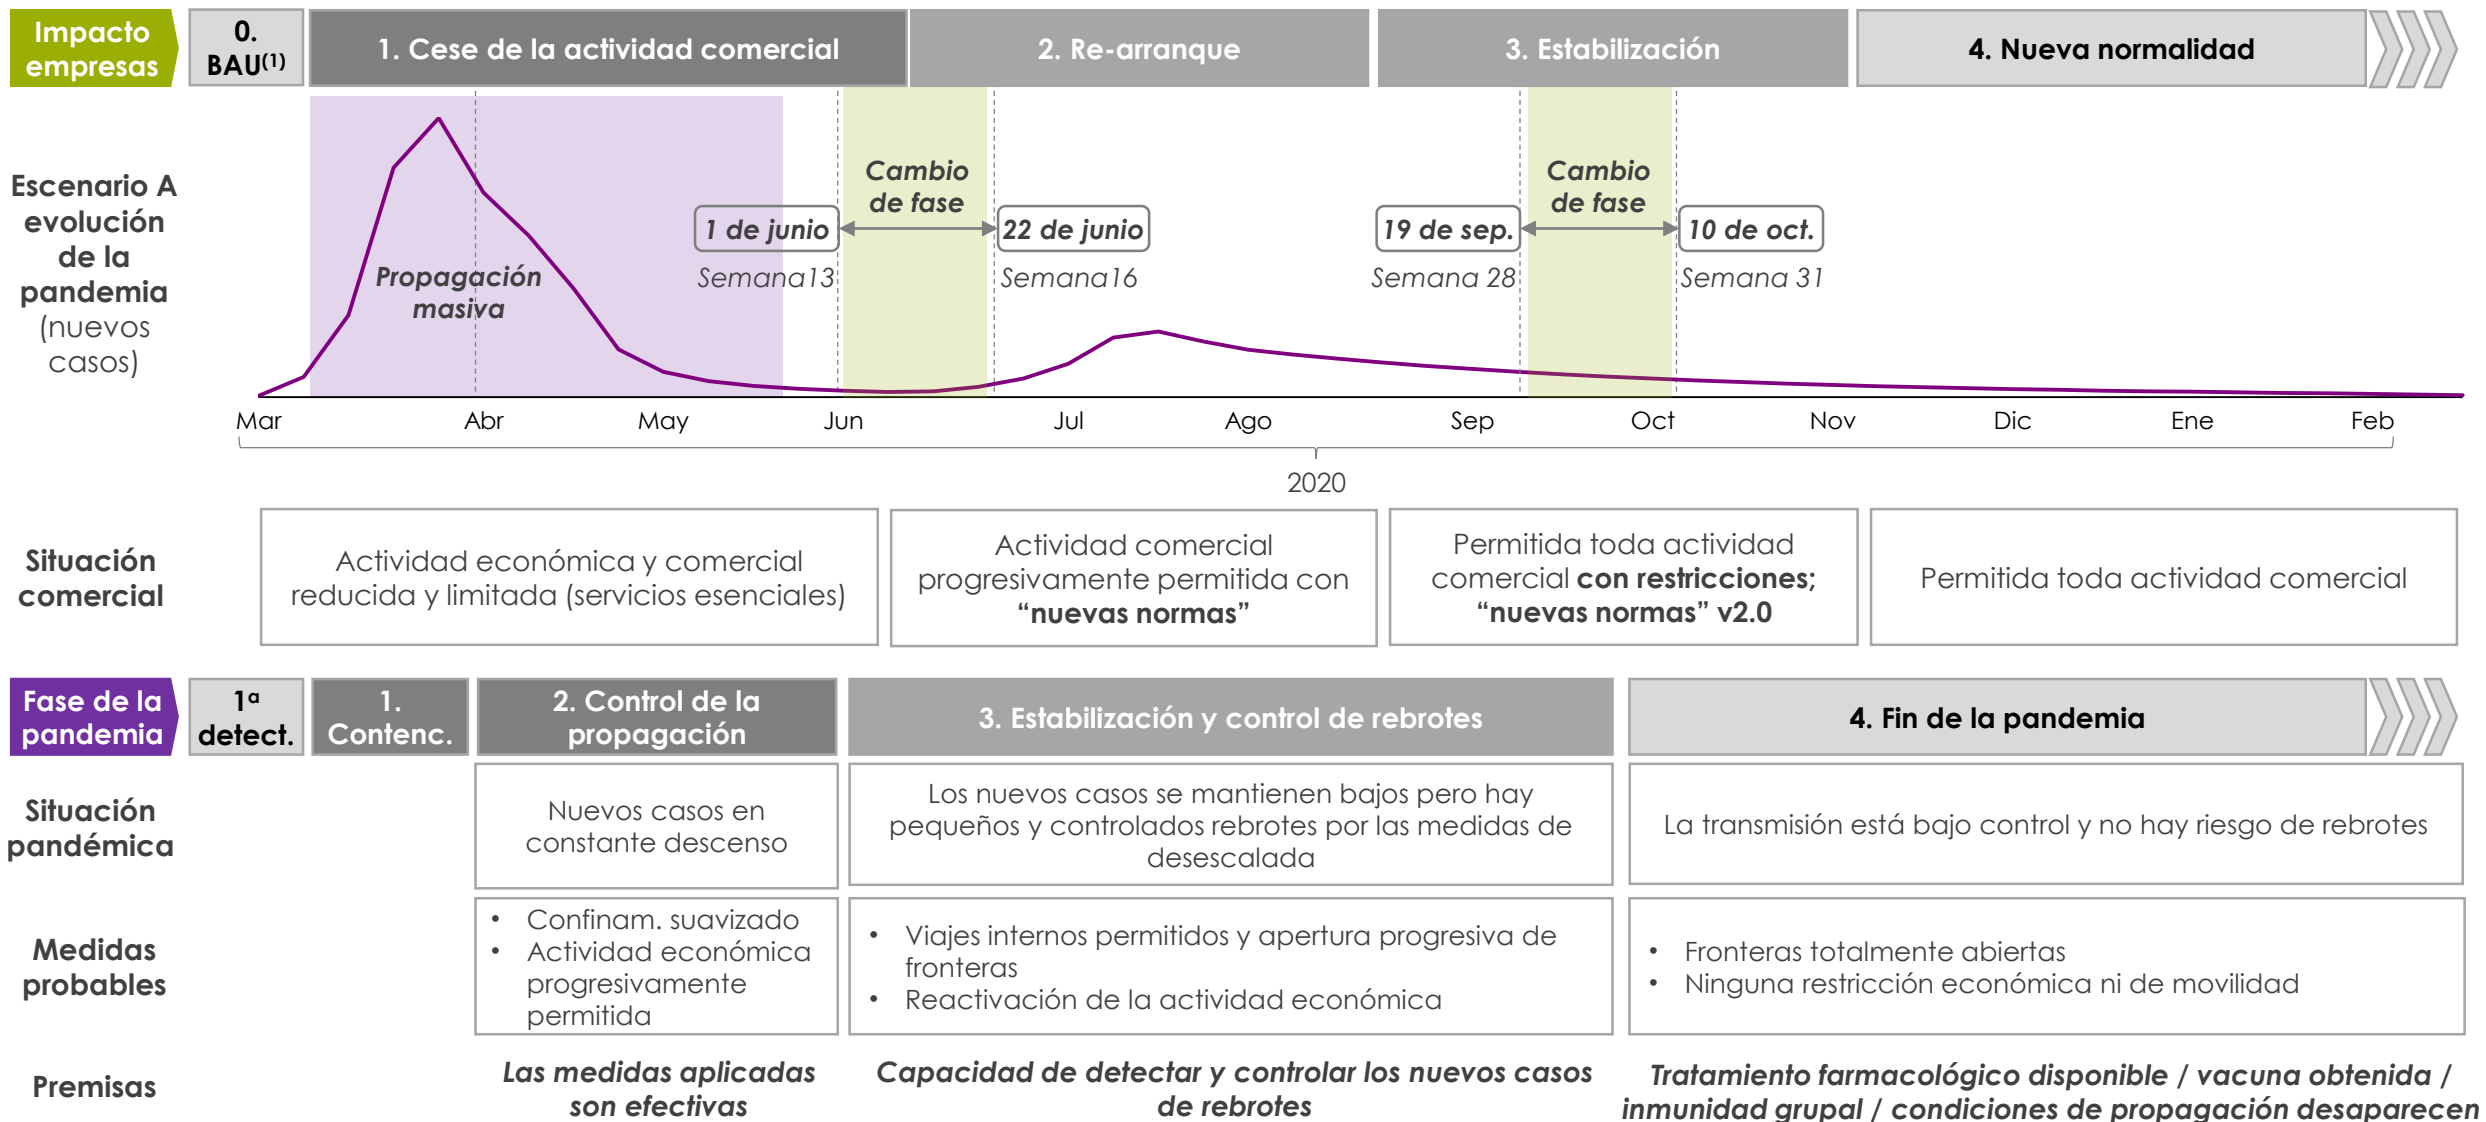 Impacto
empresas
0.
BAU(1)
1. Cese de la actividad comercial
2. Re-arranque
3. Estabilización
4. Nueva normalidad
Escenario A
evolución
de la
pandemia
(nuevos
casos)
Propagación
masiva
1 de junio
Semana13
Cambio
de fase
22 de junio
Semana16
19 de sep.
Semana 28
Cambio
de fase
10 de oct.
Semana 31
Mar
Abr
May
Jun
Jul
Ago
Sep
Oct
Nov
Dic
Ene
Feb
2020
Situación
comercial
Actividad económica y comercial
reducida y limitada (servicios esenciales)
Actividad comercial
progresivamente permitida con
“nuevas normas”
Permitida toda actividad
comercial con restricciones;
“nuevas normas” v2.0
Permitida toda actividad comercial
Fase de la
pandemia
1ª
detect.
1.
Contenc.
2. Control de la
propagación
3. Estabilización y control de rebrotes
4. Fin de la pandemia
Situación
pandémica
Nuevos casos en
constante descenso
Los nuevos casos se mantienen bajos pero hay
pequeños y controlados rebrotes por las medidas de
desescalada
La transmisión está bajo control y no hay riesgo de rebrotes
Medidas
probables
• Confinam. suavizado
• Actividad económica
progresivamente
permitida
• Viajes internos permitidos y apertura progresiva de
fronteras
• Reactivación de la actividad económica
• Fronteras totalmente abiertas
• Ninguna restricción económica ni de movilidad
Premisas
Las medidas aplicadas
son efectivas
Capacidad de detectar y controlar los nuevos casos
de rebrotes
Tratamiento farmacológico disponible / vacuna obtenida /
inmunidad grupal / condiciones de propagación desaparecen